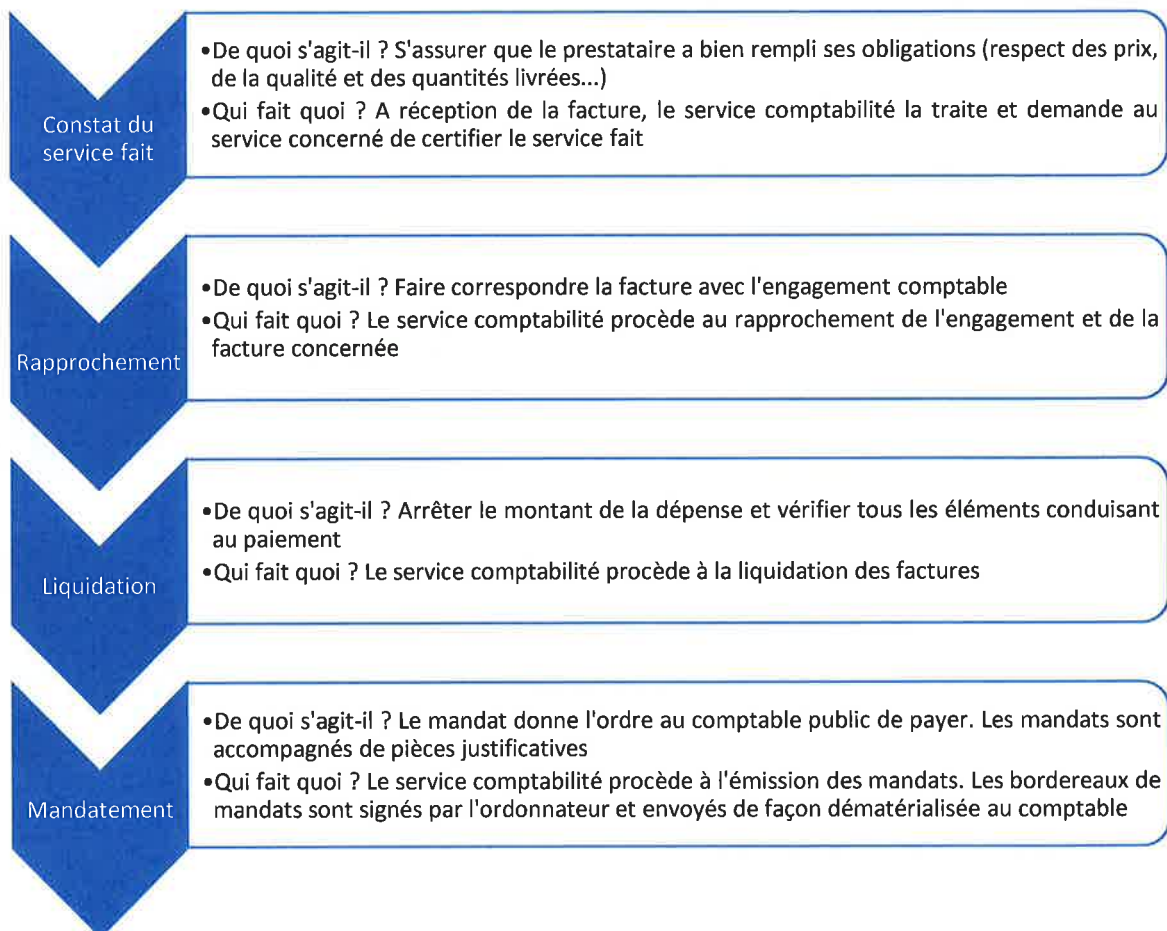 Constat du
service fait
•De quoi s'agit-il ? S'assurer que le prestataire a bien rempli ses obligations (respect des prix,
de la qualité et des quantités livrées...)
•Qui fait quoi ? A réception de la facture, le service comptabilité la traite et demande au
service concerné de certifier le service fait
Rapprochement
•De quoi s'agit-il ? Faire correspondre la facture avec l'engagement comptable
•Qui fait quoi ? Le service comptabilité procède au rapprochement de l'engagement et de la
facture concernée
Liquidation
•De quoi s'agit-il ? Arrêter le montant de la dépense et vérifier tous les éléments conduisant
au paiement
•Qui fait quoi ? Le service comptabilité procède à la liquidation des factures
Mandatement
•De quoi s'agit-il ? Le mandat donne l'ordre au comptable public de payer. Les mandats sont
accompagnés de pièces justificatives
•Qui fait quoi ? Le service comptabilité procède à l'émission des mandats. Les bordereaux de
mandats sont signés par l'ordonnateur et envoyés de façon dématérialisée au comptable